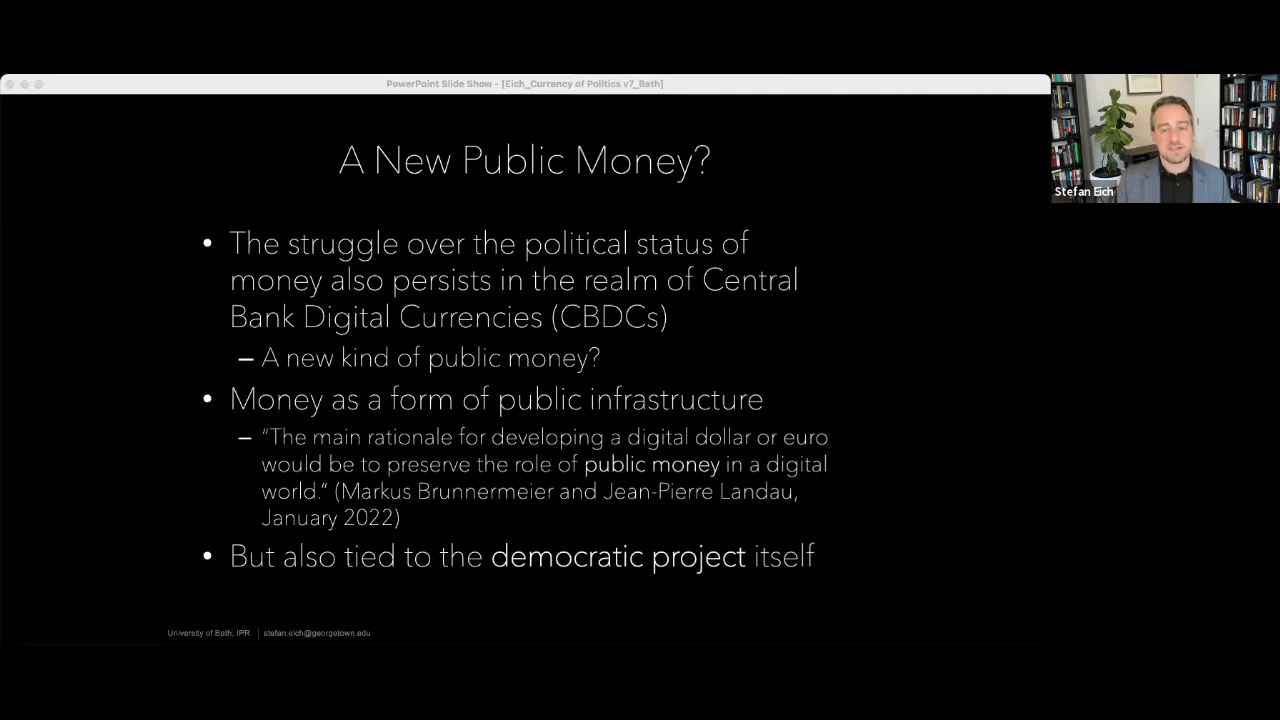 PowerPoint Slide Show - [Eich_Currency of Politics v7_Bath]
A New Public Money?
• The struggle over the political status of
money also persists in the realm of Central
Bank Digital Currencies (CBDCs)
– A new kind of public money?
• Money as a form of public infrastructure
– “The main rationale for developing a digital dollar or euro
would be to preserve the role of public money in a digital
world.” (Markus Brunnermeier and Jean-Pierre Landau,
January 2022)
• But also tied to the democratic project itself
University of Bath, IPR | stefan.eich@georgetown.edu
Stefan Eich